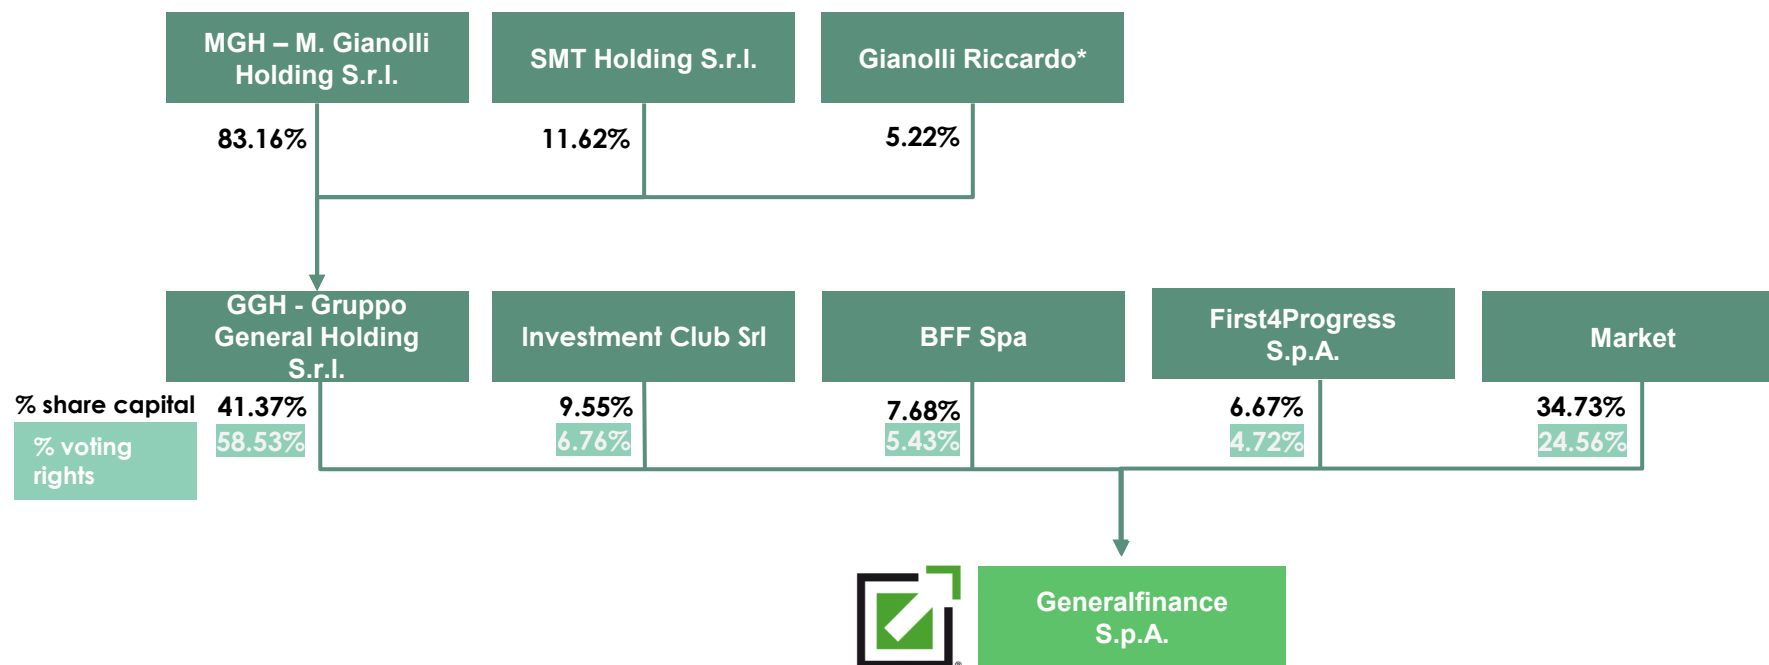 MGH – M. Gianolli
Holding S.r.l.
SMT Holding S.r.l.
Gianolli Riccardo*
83.16%
11.62%
5.22%
GGH - Gruppo
General Holding
S.r.l.
Investment Club Srl
BFF Spa
First4Progress
S.p.A.
Market
% share capital
41.37%
9.55%
7.68%
6.67%
34.73%
% voting
rights
58.53%
6.76%
5.43%
4.72%
24.56%
Generalfinance
S.p.A.
®